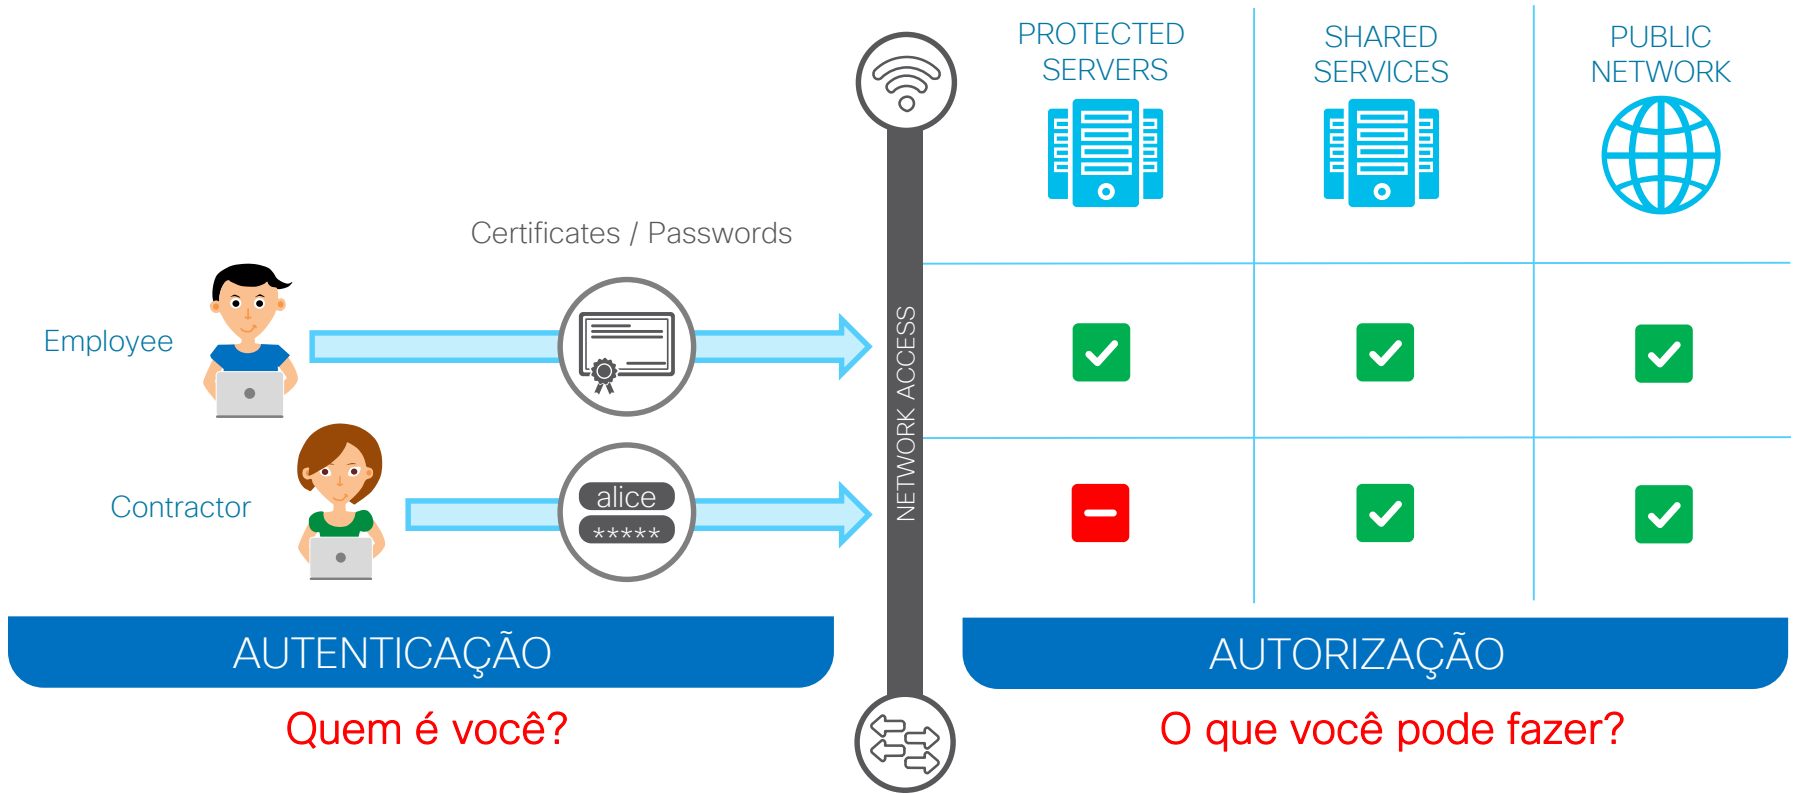 PROTECTED
SERVERS
SHARED
SERVICES
PUBLIC
NETWORK
Certificates / Passwords
Employee
NETWORK ACCESS
Contractor
alice
*****
AUTENTICAÇÃO
AUTORIZAÇÃO
Quem é você?
O que você pode fazer?